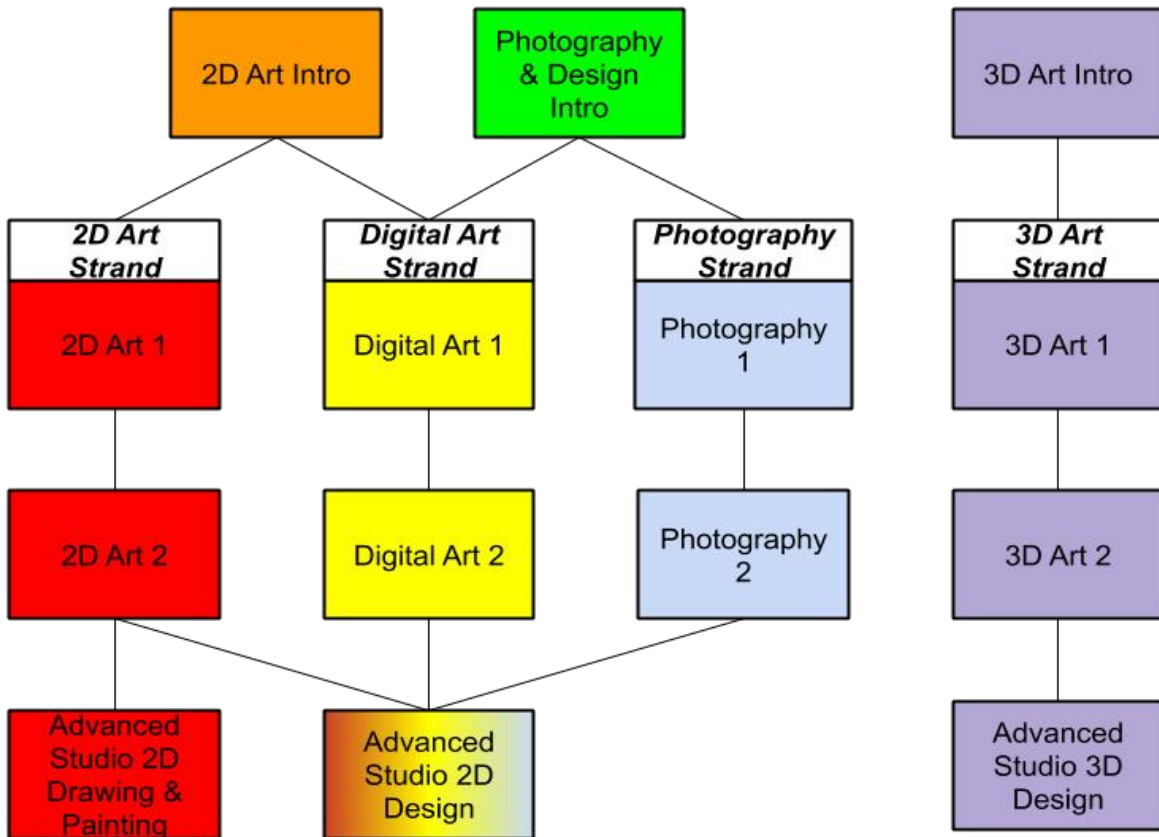 2D Art Intro
Photography
& Design
Intro
3D Art Intro
2D Art
Strand
Digital Art
Strand
Photography
Strand
3D Art
Strand
2D Art 1
Digital Art 1
Photography
1
3D Art 1
2D Art 2
Digital Art 2
Photography
2
3D Art 2
Advanced
Studio 2D
Drawing &
Painting
Advanced
Studio 2D
Design
Advanced
Studio 3D
Design